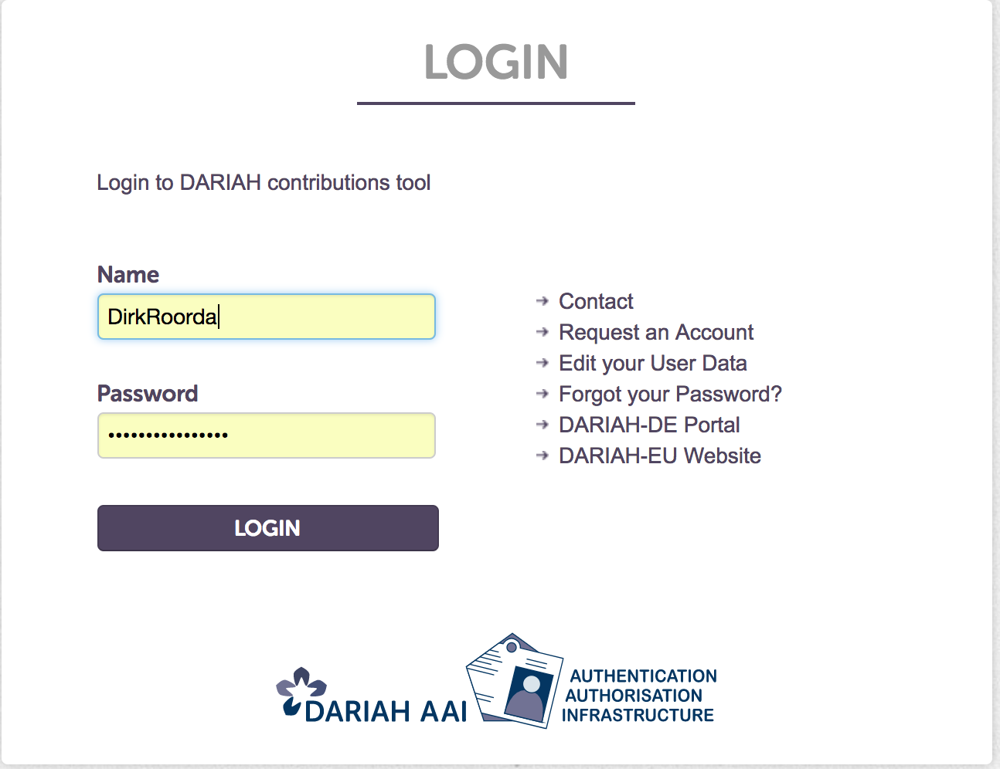 LOGIN
Login to DARIAH contributions tool
Name
DirkRoorda
Password
••••••••••••••••
LOGIN
Contact
Request an Account
Edit your User Data
Forgot your Password?
DARIAH-DE Portal
DARIAH-EU Website
DARIAH AAI
AUTHENTICATION
AUTHORISATION
INFRASTRUCTURE